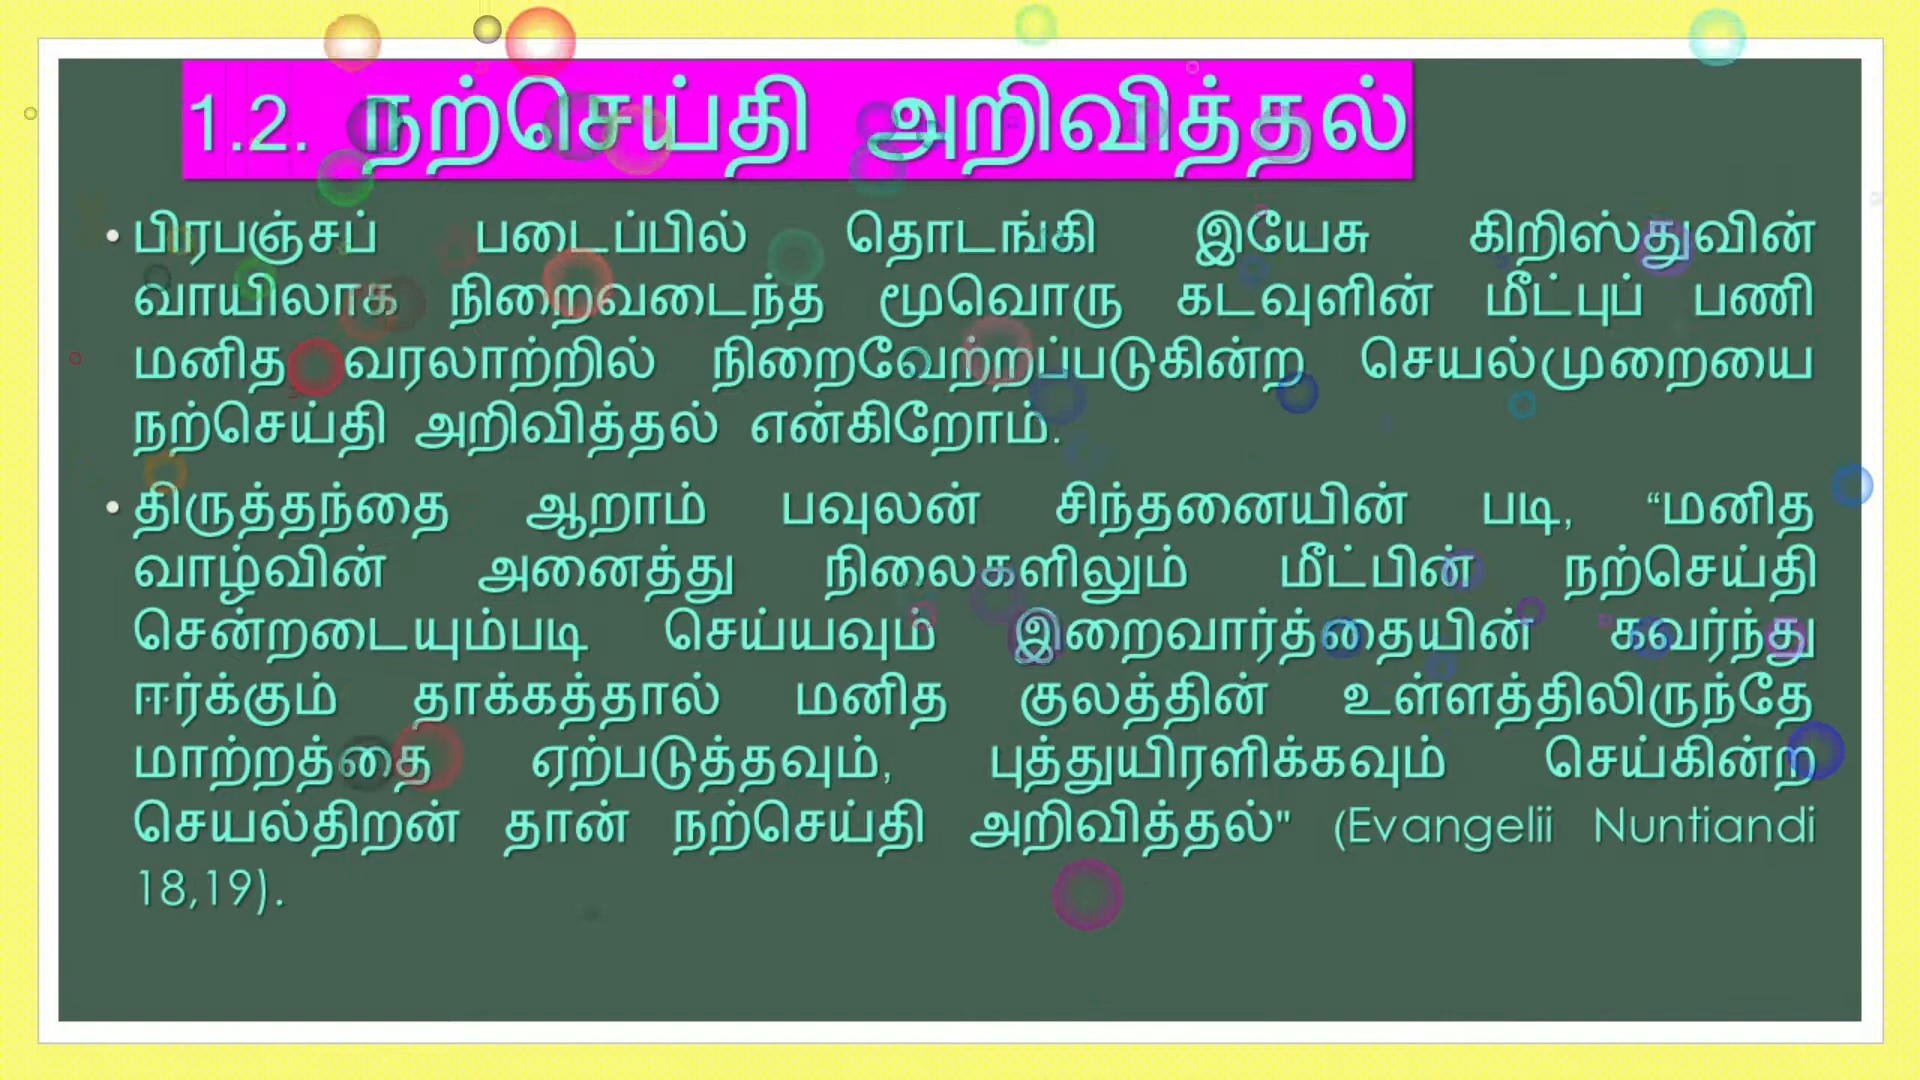 1.2. நற்செய்தி அறிவித்தல்
• பிரபஞ்சப் படைப்பில் தொடங்கி இயேசு கிறிஸ்துவின்
வாயிலாக நிறைவடைந்த மூவொரு கடவுளின் மீட்புப் பணி
மனித வரலாற்றில் நிறைவேற்றப்படுகின்ற செயல்முறையை
நற்செய்தி அறிவித்தல் என்கிறோம்.
• திருத்தந்தை ஆறாம் பவுலன் சிந்தனையின் படி, “மனித
வாழ்வின் அனைத்து நிலைகளிலும் மீட்பின் நற்செய்தி
சென்றடையும்படி செய்யவும் இறைவார்த்தையின் கவர்ந்து
ஈர்க்கும் தாக்கத்தால் மனித குலத்தின் உள்ளத்திலிருந்தே
மாற்றத்தை ஏற்படுத்தவும், புத்துயிரளிக்கவும் செய்கின்ற
செயல்திறன் தான் நற்செய்தி அறிவித்தல்" (Evangelii Nuntiandi
18,19).